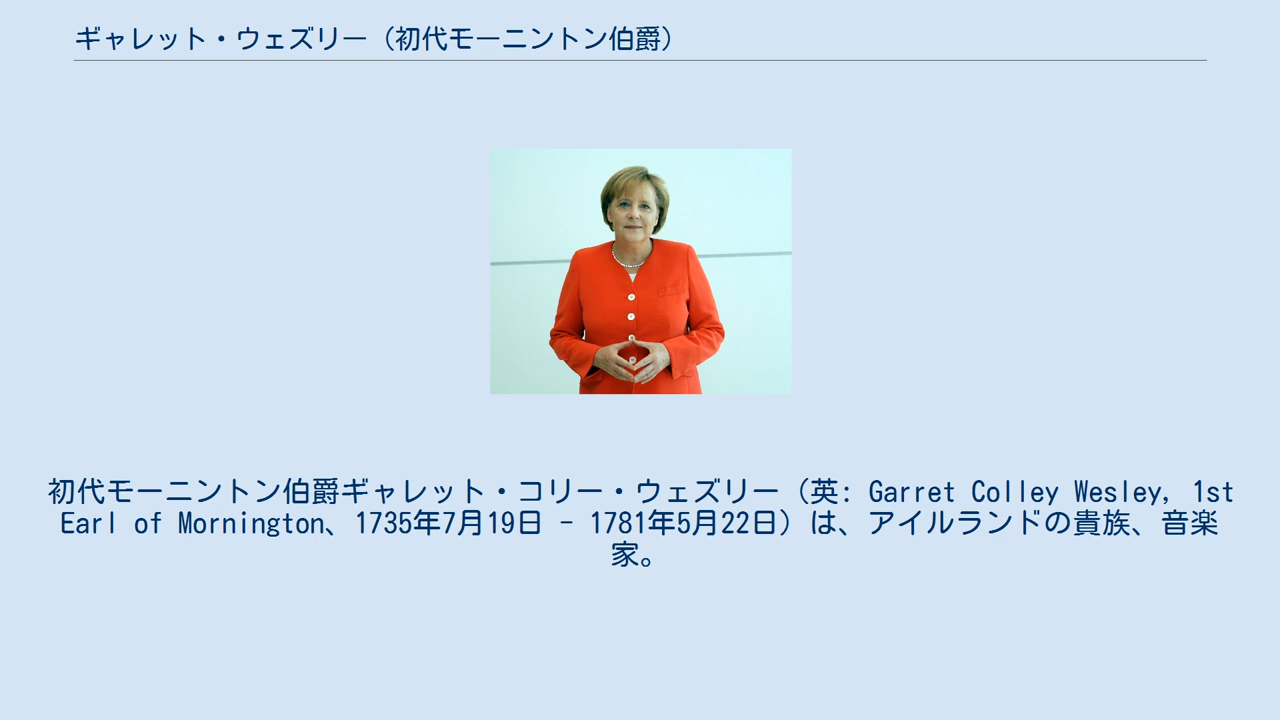 ギャレット・ウェズリー（初代モーニントン伯爵）
初代モーニントン伯爵ギャレット・コリー・ウェズリー（英: Garret Colley Wesley, 1st
Earl of Mornington、1735年7月19日 - 1781年5月22日）は、アイルランドの貴族、音楽
家。